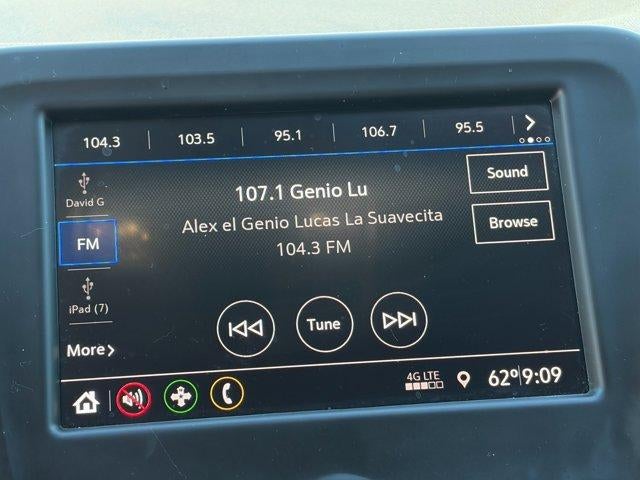 104.3 103.5 95.1 106.7 95.5
David G
107.1 Genio Lu
Sound
FM
Alex el Genio Lucas La Suavecita
Browse
104.3 FM
iPad (7)
Tune
More
4G LTE
62° 9:09